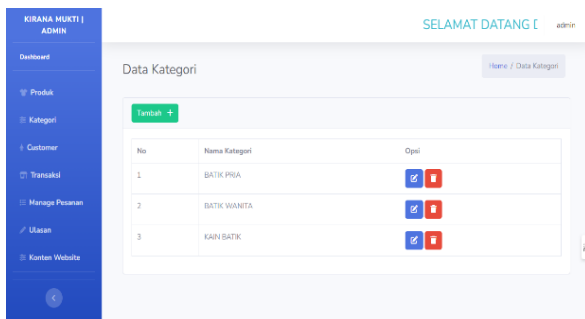 KIRANA MUKTI |
ADMIN
SELAMAT DATANG
admin
Dashboard
Data Kategori
Home / Data Kategori
Produk
Kategori
Customer
Transaksi
Manage Pesanan
Ulasan
Konten Website
Tambah +
No Nama Kategori Opsi
1 BATIK PRIA
2 BATIK WANITA
3 KAIN BATIK